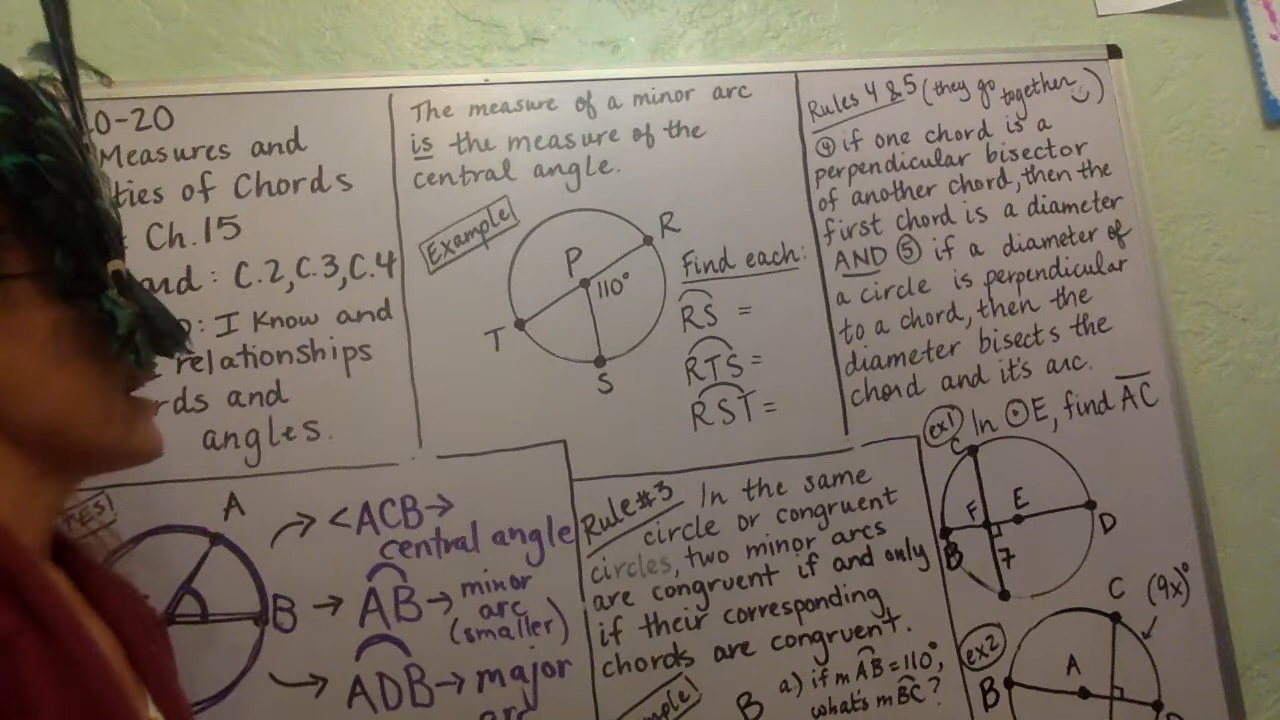 0-20
Measures and
ties of Chords
Ch.15
and: C.2, C.3, C.4
: I Know and
relationships
rds and
angles.
The measure of a minor arc
is the measure of the
central angle.
Example
R
P
110°
T
S
Find each:
RS =
RTS =
RST =
Rules 4 & 5 (they go together)
④ if one chord is a
perpendicular bisector
of another chord, then the
first chord is a diameter
AND ⑤ if a diameter of
a circle is perpendicular
to a chord, then the
diameter bisects the
chord and it's arc.
ex1 In ⊙E, find AC
C
F
E
B
D
7
ex2
C
(9x)°
A
B
A
B
<ACB→
central angle
AB → minor
arc
(smaller)
ADB → major
Rule #3 In the same
circle or congruent
circles, two minor arcs
are congruent if and only
if their corresponding
chords are congruent.
B
a) if m AB = 110°,
what's m BC?